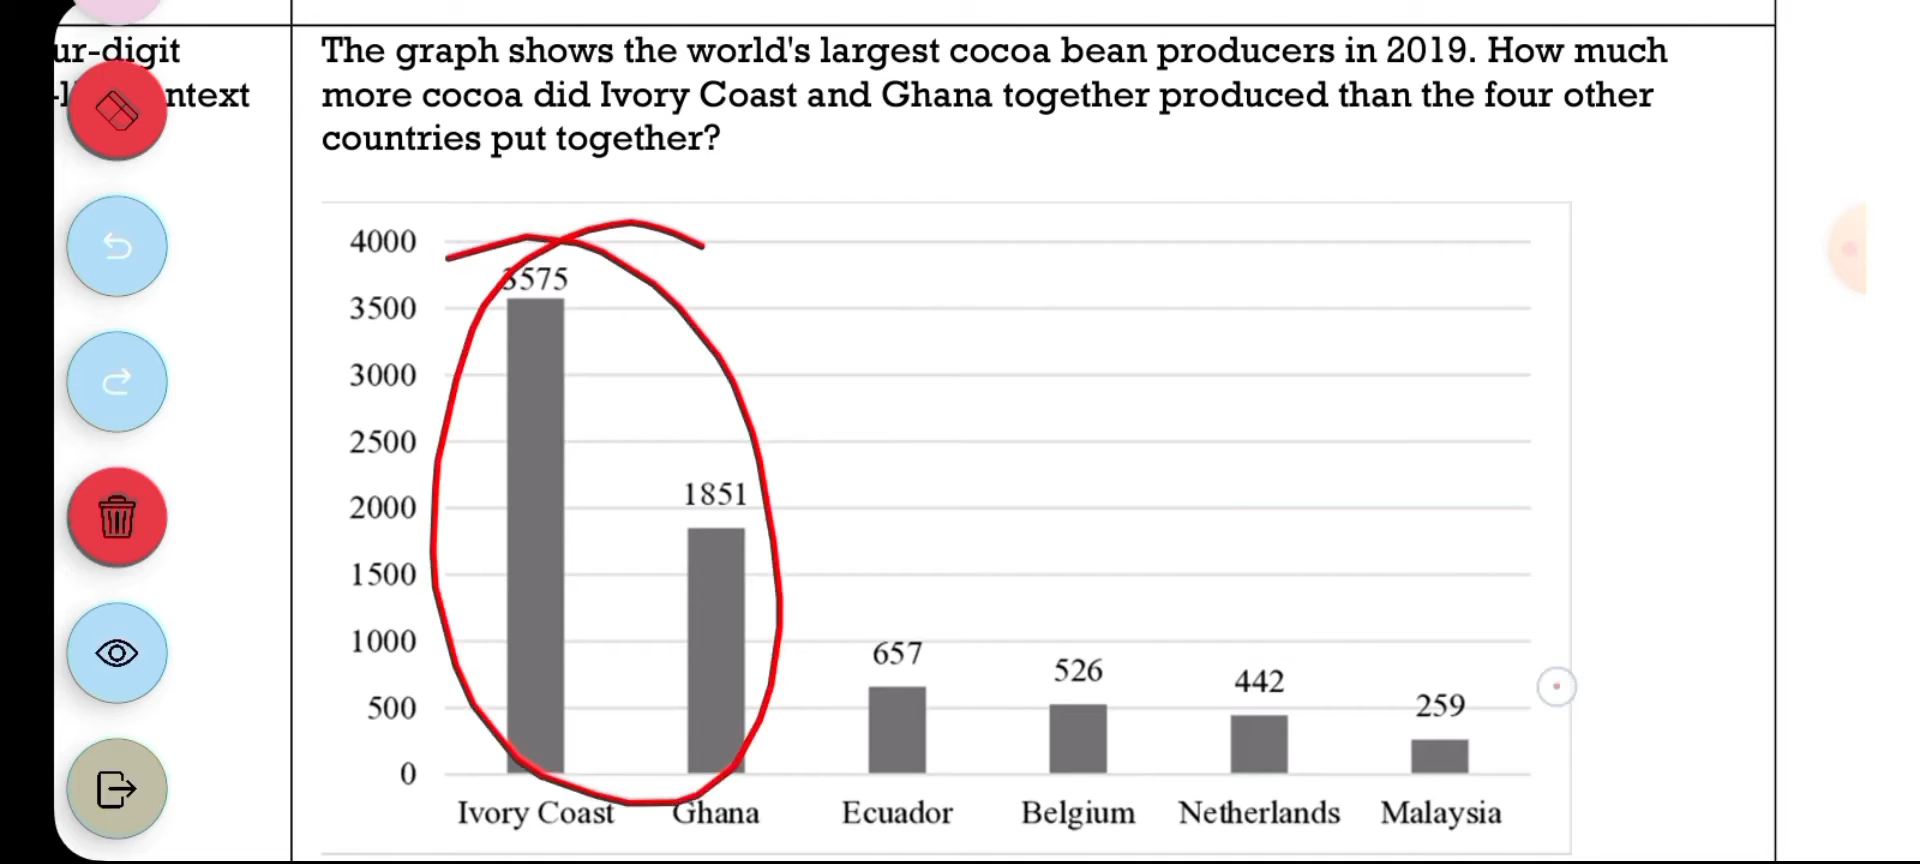 ur-digit
ntext
The graph shows the world's largest cocoa bean producers in 2019. How much
more cocoa did Ivory Coast and Ghana together produced than the four other
countries put together?
4000
3575
3500
3000
2500
1851
2000
1500
1000
657
526
442
500
259
0
Ivory Coast Ghana Ecuador Belgium Netherlands Malaysia